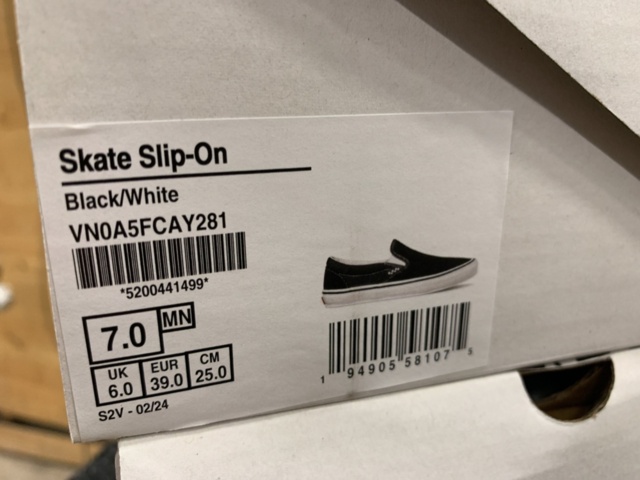 Skate Slip-On
Black/White
VN0A5FCAY281
*5200441499*
7.0 MN
UK EUR CM
6.0 39.0 25.0
S2V - 02/24
1 94905 58107 5